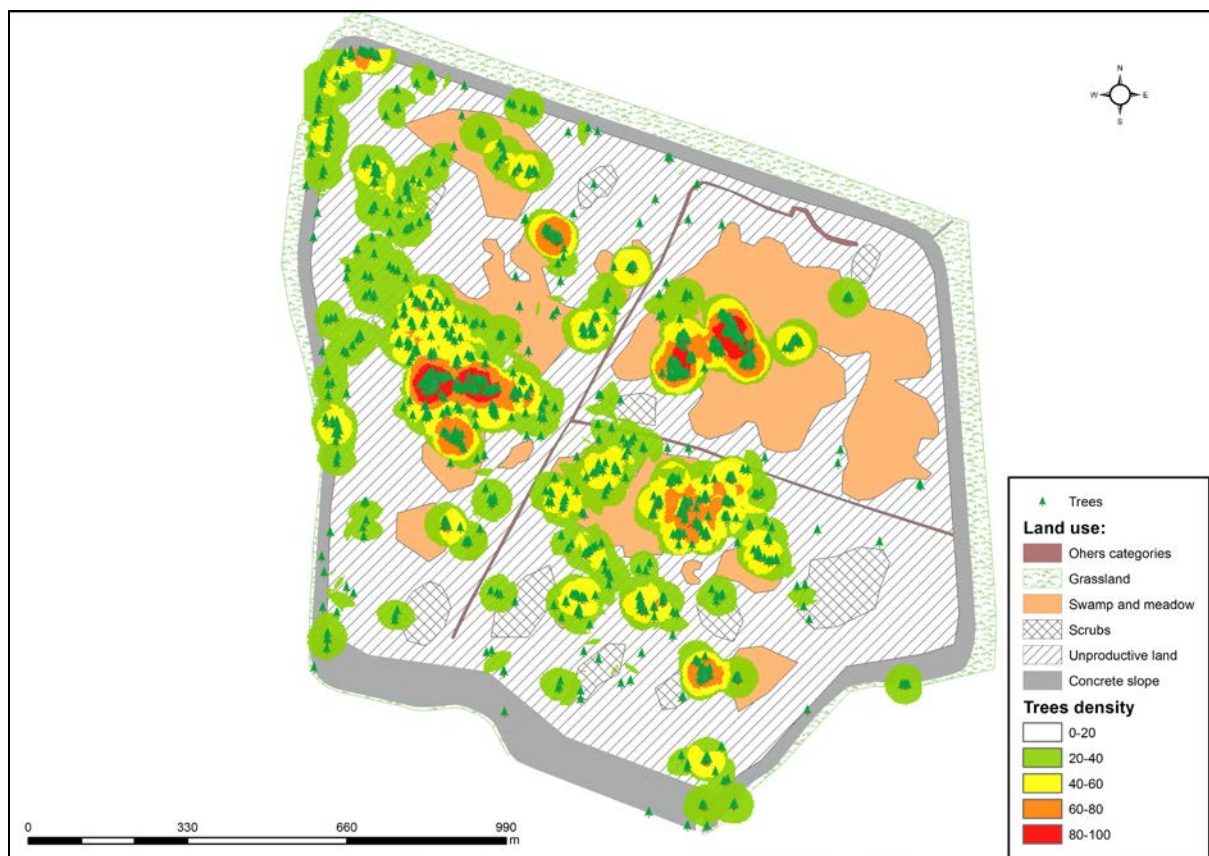 N
W E
S
Trees
Land use:
Ohers categories
Grassland
Swamp and meadow
Scrubs
Unproductive land
Concrete slope
Trees density
0-20
20-40
40-60
60-80
80-100
0 330 660 990
m